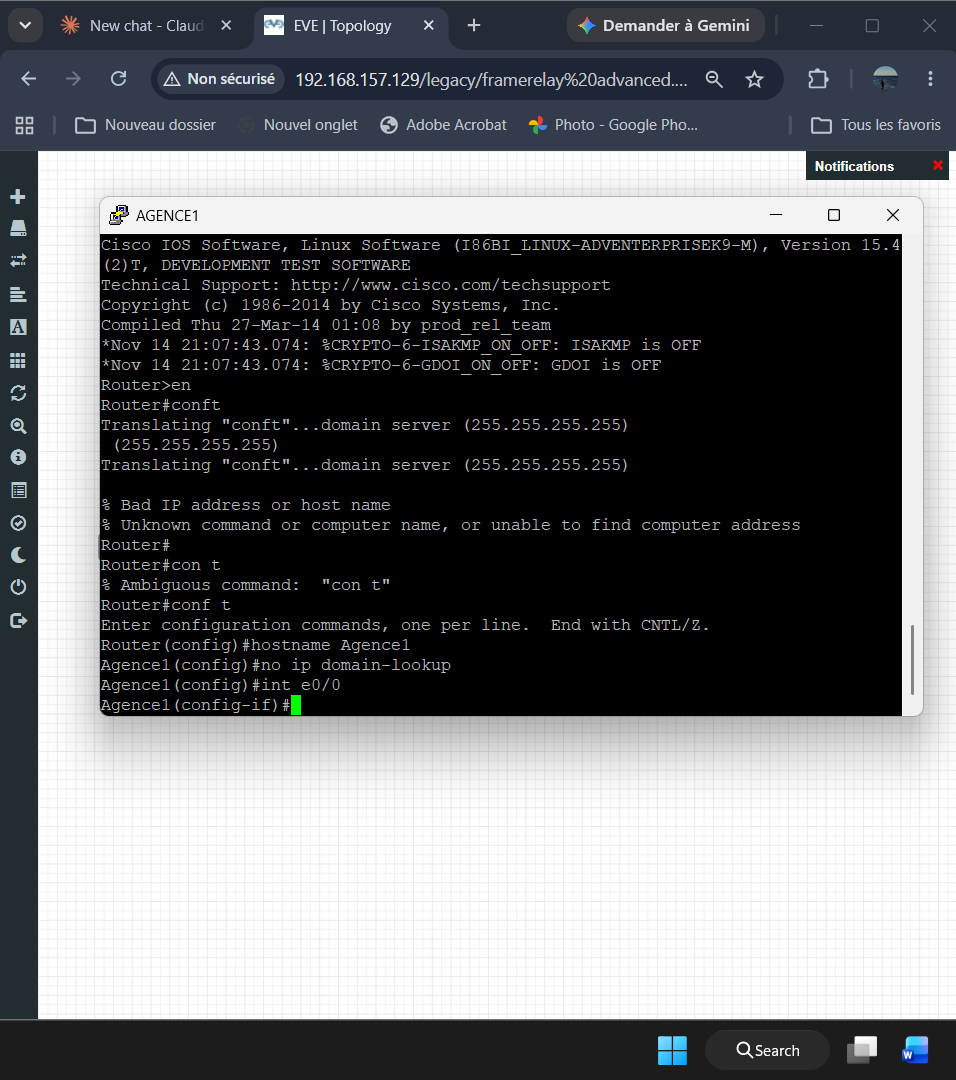 New chat - Claud
EVE | Topology
Demander à Gemini
Non sécurisé
192.168.157.129/legacy/framerelay%20advanced....
Nouveau dossier
Nouvel onglet
Adobe Acrobat
Photo - Google Pho...
Tous les favoris
Notifications
AGENCE1
Cisco IOS Software, Linux Software (I86BI_LINUX-ADVENTERPRISEK9-M), Version 15.4
(2)T, DEVELOPMENT TEST SOFTWARE
Technical Support: http://www.cisco.com/techsupport
Copyright (c) 1986-2014 by Cisco Systems, Inc.
Compiled Thu 27-Mar-14 01:08 by prod_rel_team
*Nov 14 21:07:43.074: %CRYPTO-6-ISAKMP_ON_OFF: ISAKMP is OFF
*Nov 14 21:07:43.074: %CRYPTO-6-GDOI_ON_OFF: GDOI is OFF
Router>en
Router#conft
Translating "conft"...domain server (255.255.255.255)
(255.255.255.255)
Translating "conft"...domain server (255.255.255.255)
% Bad IP address or host name
% Unknown command or computer name, or unable to find computer address
Router#
Router#con t
% Ambiguous command:  "con t"
Router#conf t
Enter configuration commands, one per line.  End with CNTL/Z.
Router(config)#hostname Agence1
Agence1(config)#no ip domain-lookup
Agence1(config)#int e0/0
Agence1(config-if)#
Search